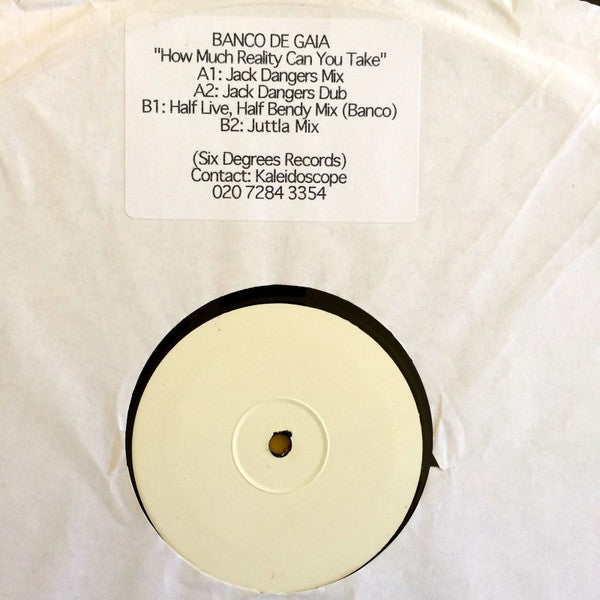 BANCO DE GAIA
"How Much Reality Can You Take"
A1: Jack Dangers Mix
A2: Jack Dangers Dub
B1: Half Live, Half Bendy Mix (Banco)
B2: Juttla Mix
(Six Degrees Records)
Contact: Kaleidoscope
020 7284 3354